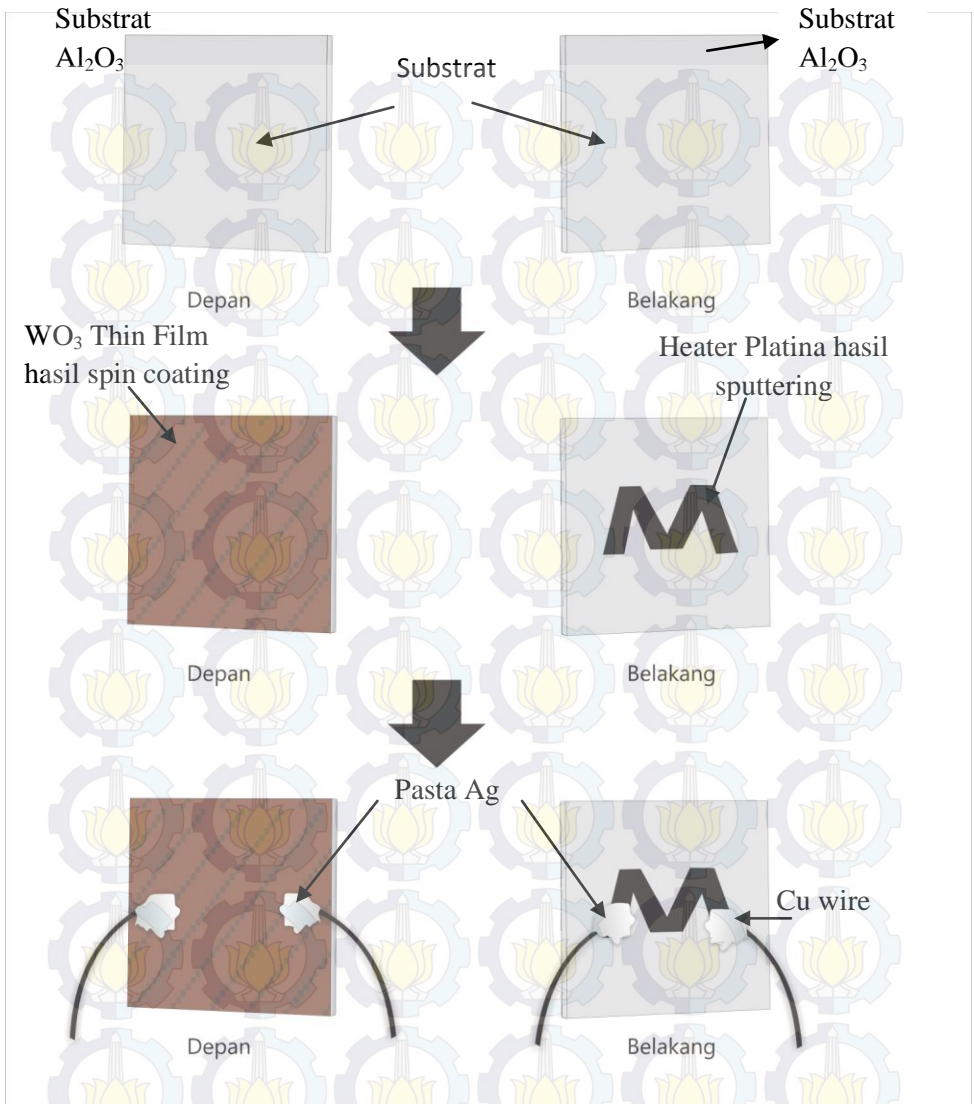 Substrat
Al₂O₃
Substrat
Substrat
Al₂O₃
Depan
Belakang
WO₃ Thin Film
hasil spin coating
Heater Platina hasil
sputtering
Depan
Belakang
Pasta Ag
Cu wire
Depan
Belakang